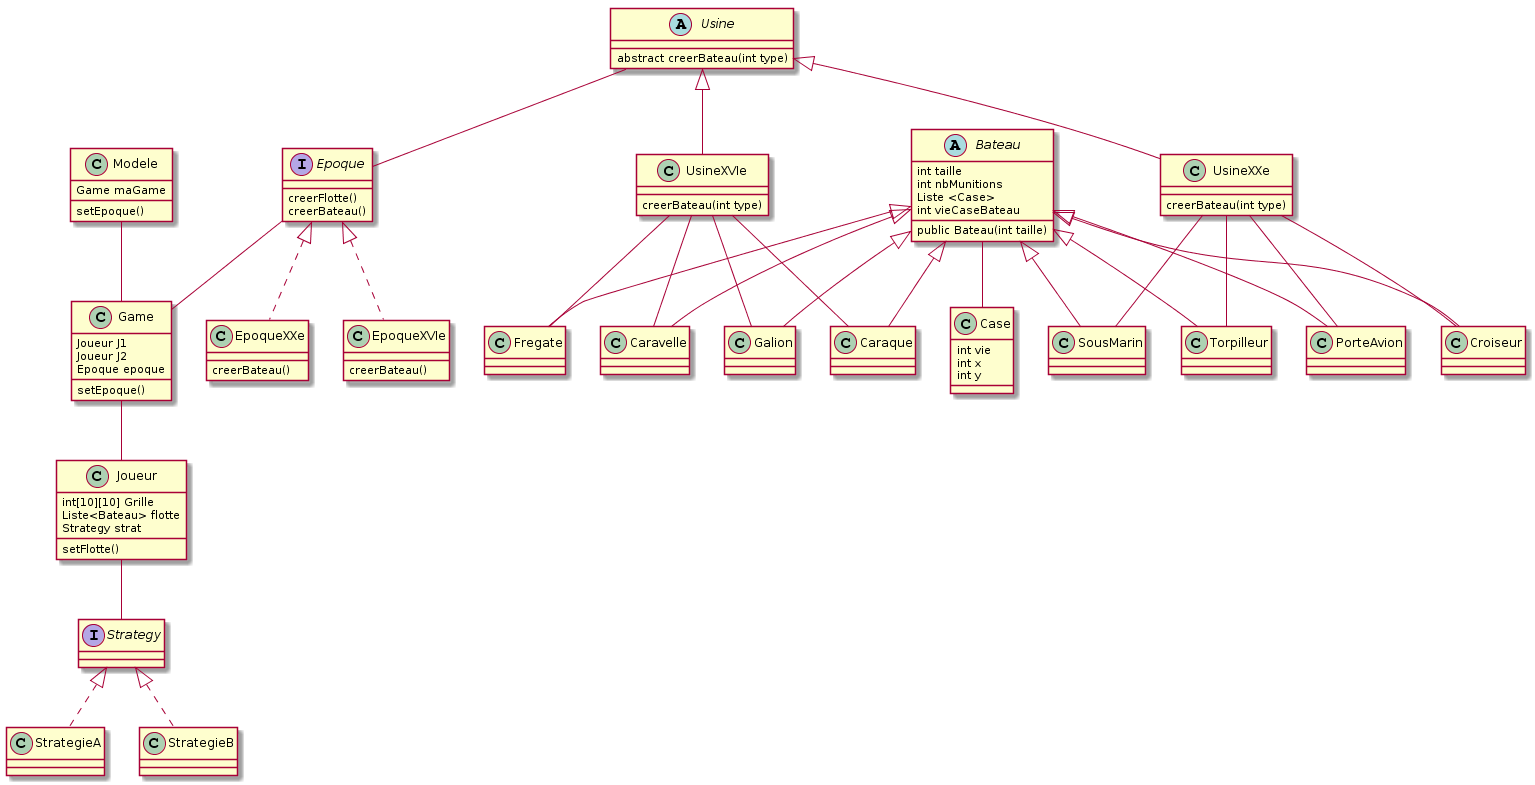 A Usine
abstract creerBateau(int type)
C Modele
Game maGame
setEpoque()
I Epoque
creerFlotte()
creerBateau()
C UsineXVIe
creerBateau(int type)
A Bateau
int taille
int nbMunitions
Liste <Case>
int vieCaseBateau
public Bateau(int taille)
C UsineXXe
creerBateau(int type)
C Game
Joueur J1
Joueur J2
Epoque epoque
setEpoque()
C EpoqueXXe
creerBateau()
C EpoqueXVIe
creerBateau()
C Fregate
C Caravelle
C Galion
C Caraque
C Case
int vie
int x
int y
C SousMarin
C Torpilleur
C PorteAvion
C Croiseur
C Joueur
int[10][10] Grille
Liste<Bateau> flotte
Strategy strat
setFlotte()
I Strategy
C StrategieA
C StrategieB